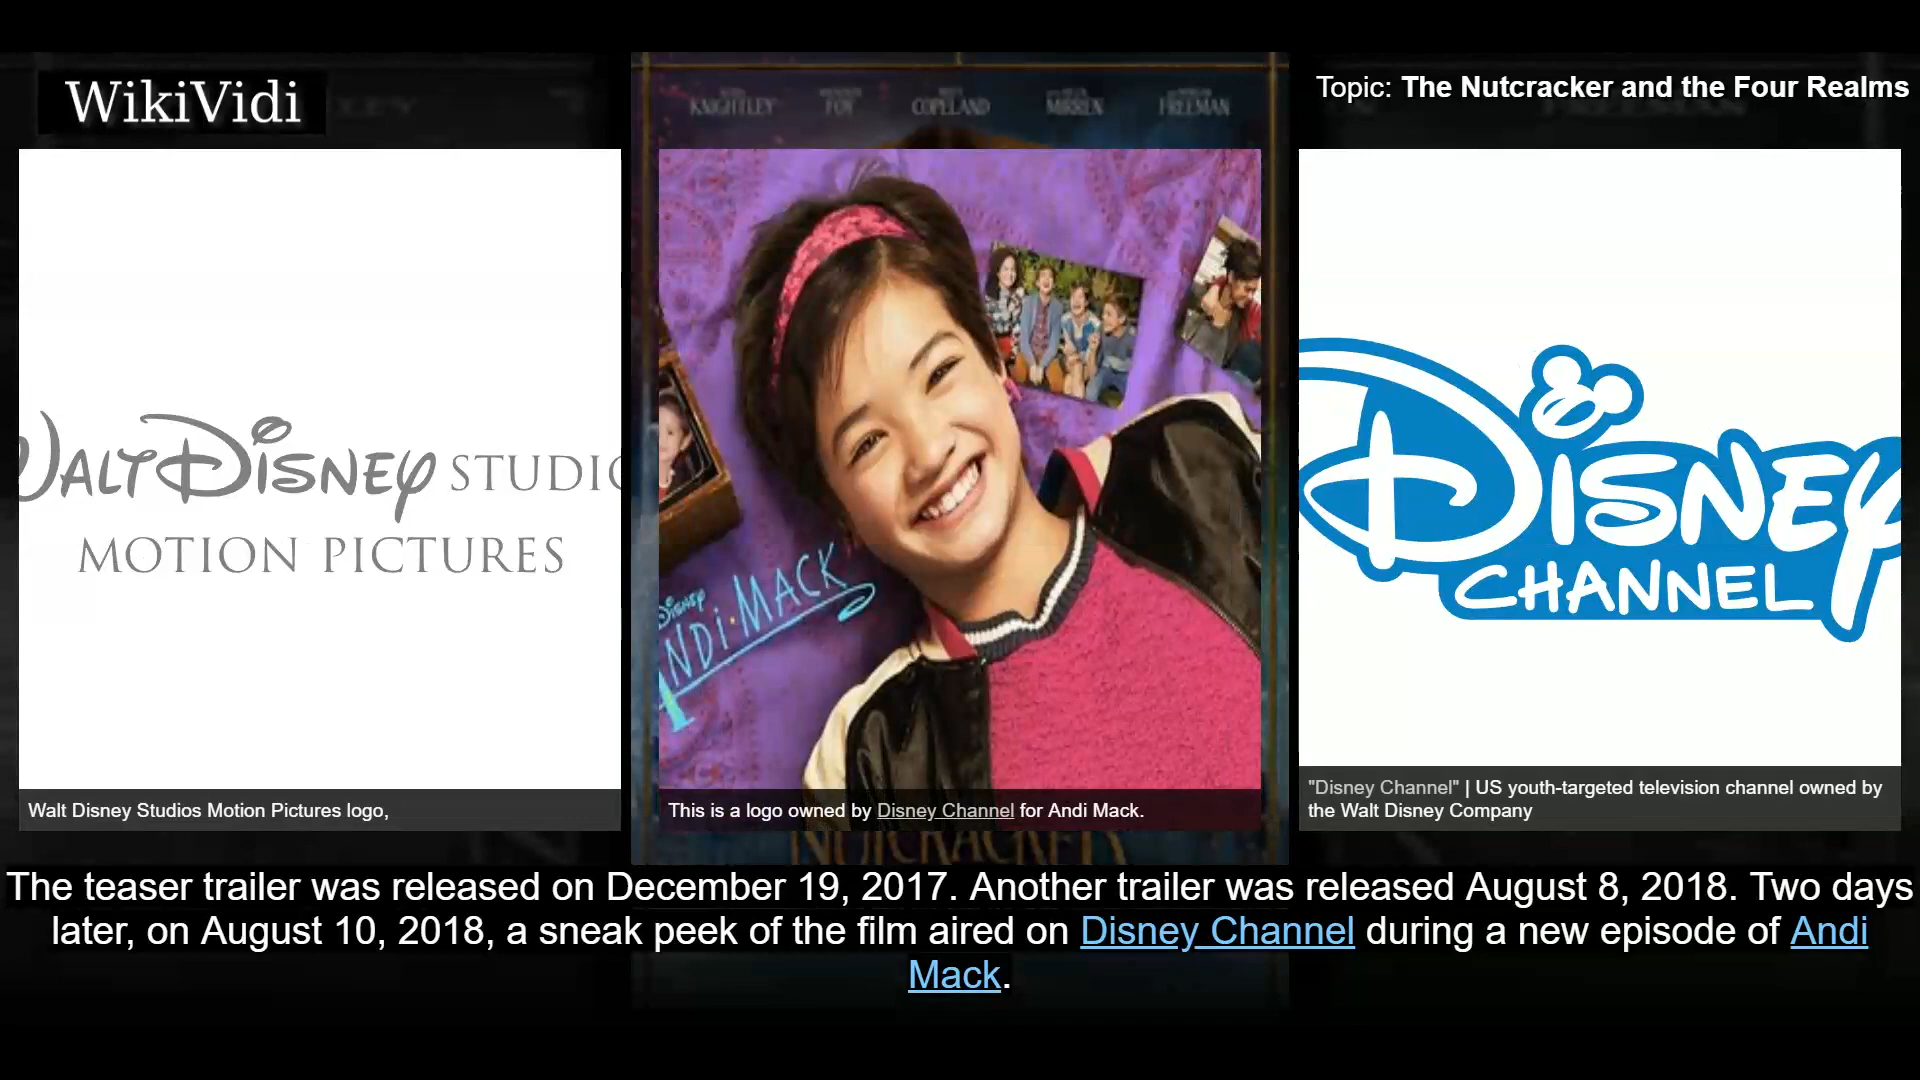 WikiVidi
Topic: The Nutcracker and the Four Realms
KNIGHTLEY FOY COPELAND MIRREN FREEMAN
WALT DISNEY STUDIO
MOTION PICTURES
DISNEY
ANDI MACK
DISNEY
CHANNEL
Walt Disney Studios Motion Pictures logo,
This is a logo owned by Disney Channel for Andi Mack.
"Disney Channel" | US youth-targeted television channel owned by
the Walt Disney Company
NUTCRACKER
The teaser trailer was released on December 19, 2017. Another trailer was released August 8, 2018. Two days
later, on August 10, 2018, a sneak peek of the film aired on Disney Channel during a new episode of Andi
Mack.